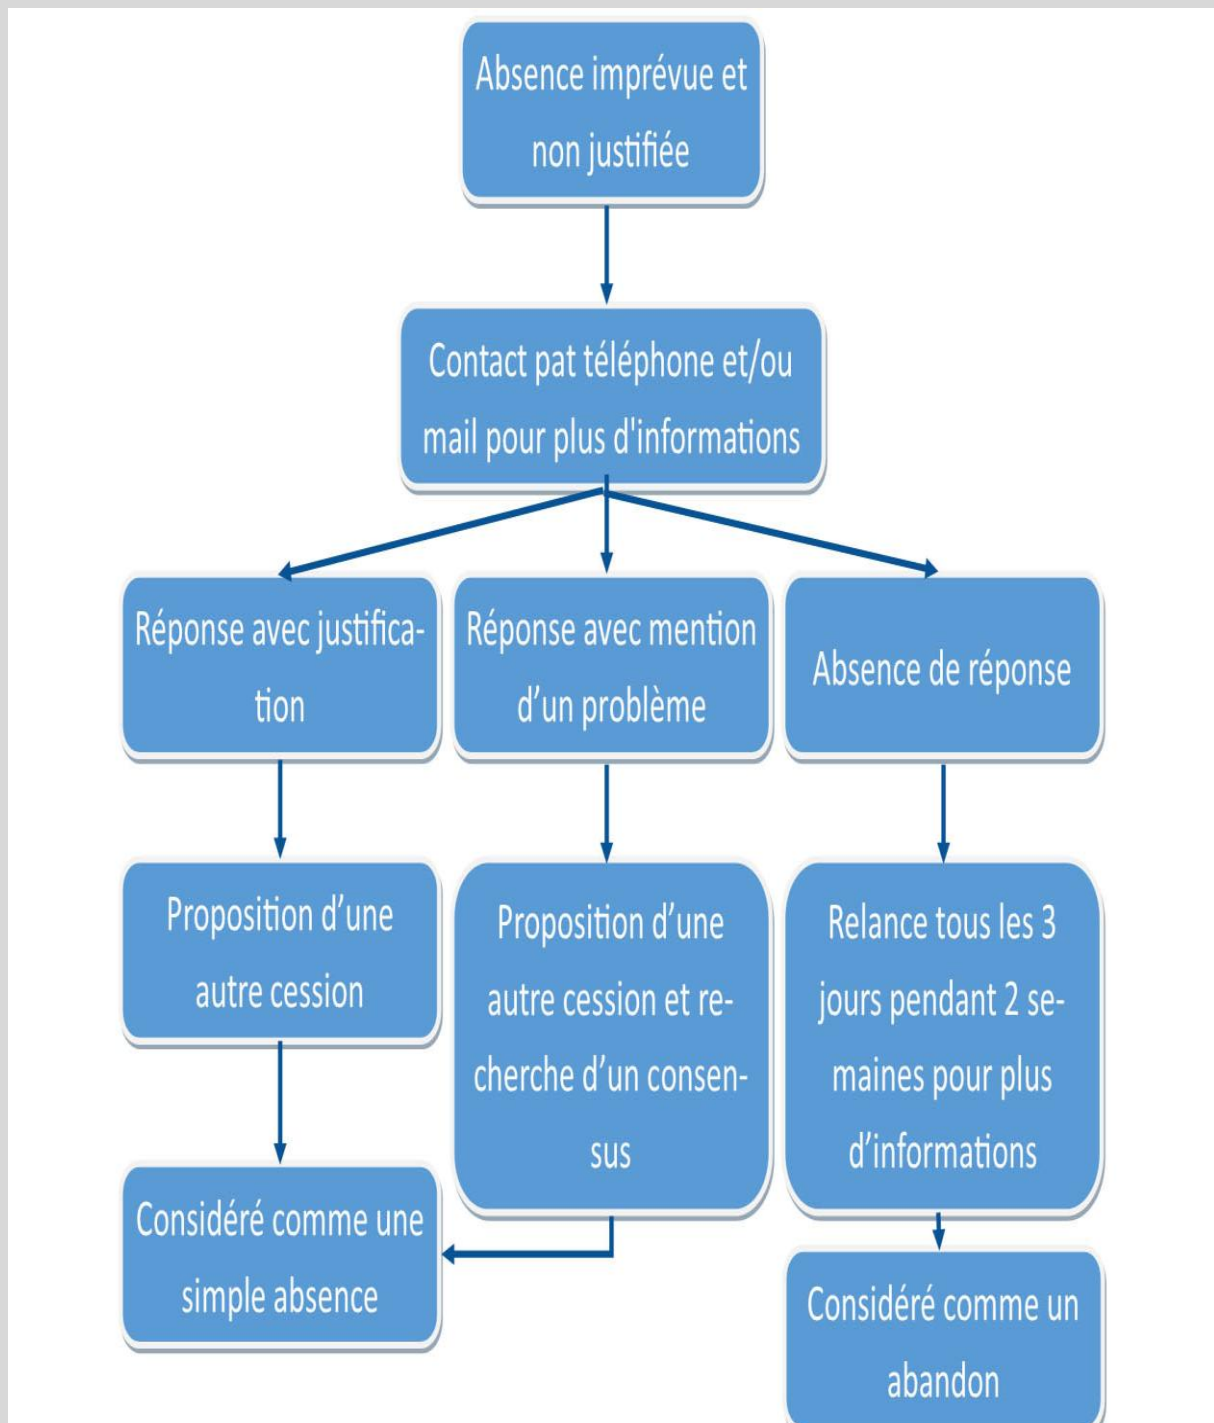 Absence imprévue et
non justifiée
Contact pat téléphone et/ou
mail pour plus d'informations
Réponse avec justifica-
tion
Réponse avec mention
d’un problème
Absence de réponse
Proposition d’une
autre cession
Proposition d’une
autre cession et re-
cherche d’un consen-
sus
Relance tous les 3
jours pendant 2 se-
maines pour plus
d’informations
Considéré comme une
simple absence
Considéré comme un
abandon